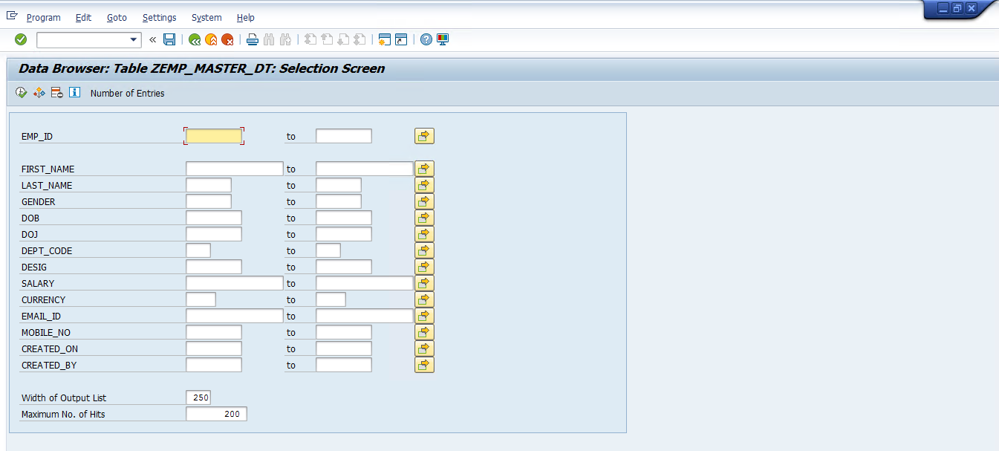 Program Edit Goto Settings System Help
Data Browser: Table ZEMP_MASTER_DT: Selection Screen
Number of Entries
EMP_ID to
FIRST_NAME to
LAST_NAME to
GENDER to
DOB to
DOJ to
DEPT_CODE to
DESIG to
SALARY to
CURRENCY to
EMAIL_ID to
MOBILE_NO to
CREATED_ON to
CREATED_BY to
Width of Output List 250
Maximum No. of Hits 200